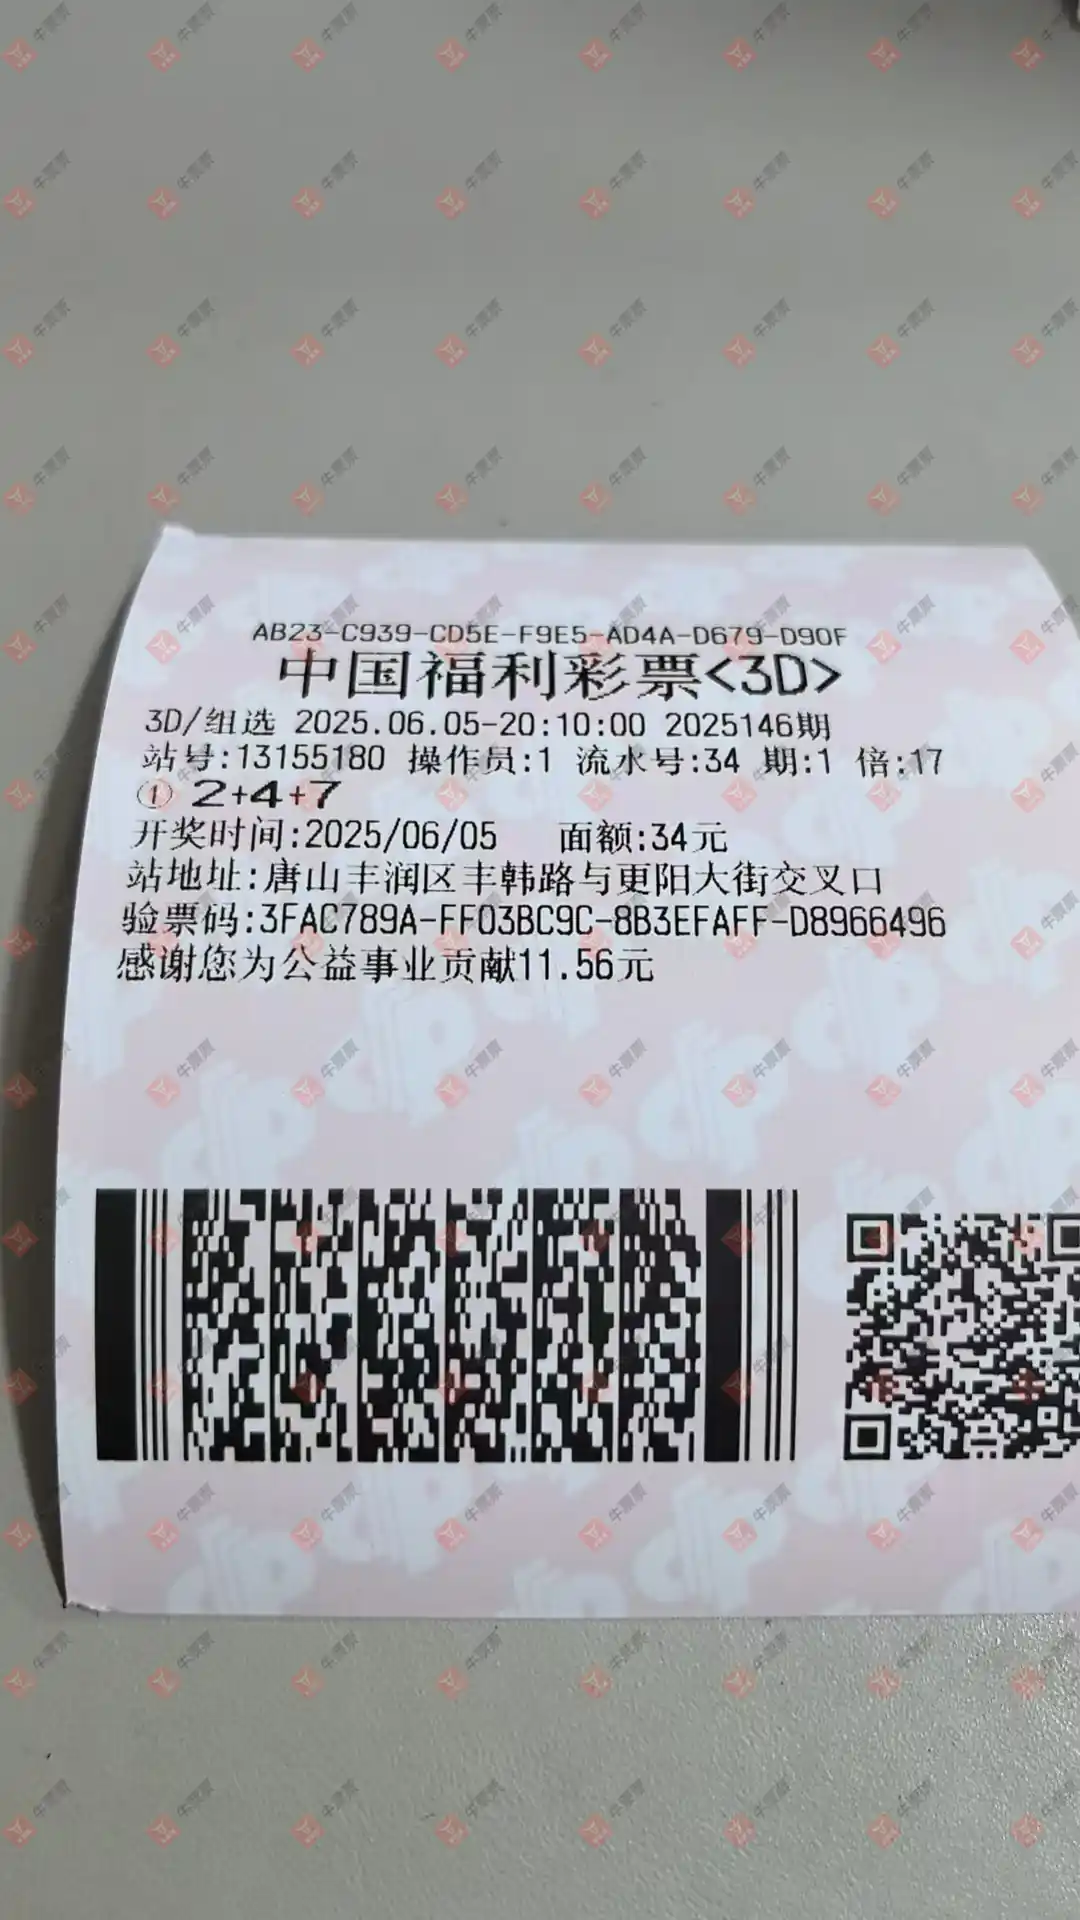 AB23-C939-CD5E-F9E5-AD4A-D679-D90F
中国福利彩票<3D>
3D/组选 2025.06.05-20:10:00 2025146期
站号:13155180 操作员:1 流水号:34 期:1 倍:17
① 2+4+7
开奖时间:2025/06/05 面额:34元
站地址:唐山丰润区丰韩路与更阳大街交叉口
验票码:3FAC789A-FF03BC9C-8B3EFAFF-D8966496
感谢您为公益事业贡献11.56元
牛票票